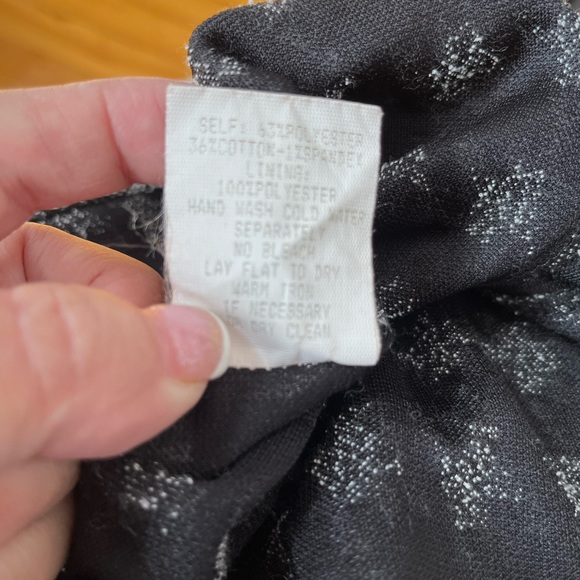 SELF: 63%POLYESTER
36%COTTON-1%SPANDEX
LINING:
100%POLYESTER
HAND WASH COLD WATER
SEPARATELY
NO BLEACH
LAY FLAT TO DRY
WARM IRON
IF NECESSARY
DRY CLEAN